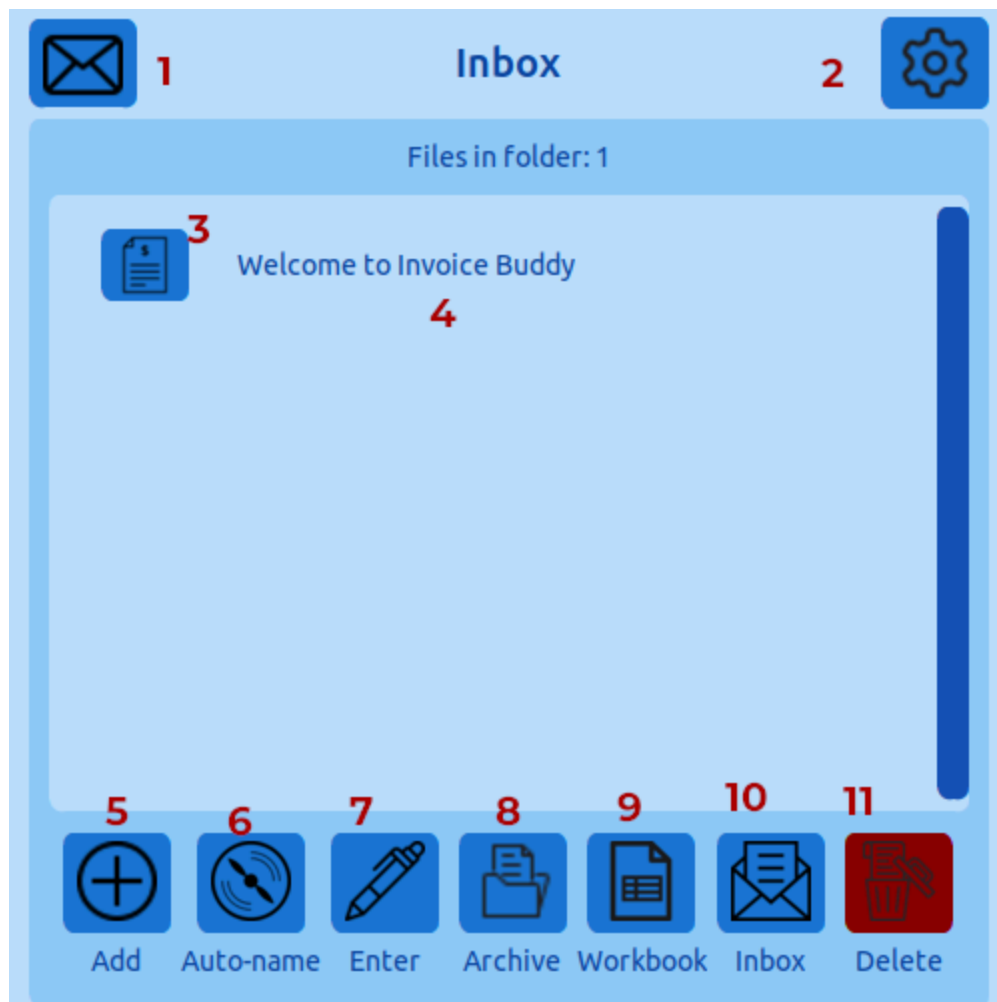 1 Inbox 2
Files in folder: 1
3
$ Welcome to Invoice Buddy
4
5 6 7 8 9 10 11
Add Auto-name Enter Archive Workbook Inbox Delete